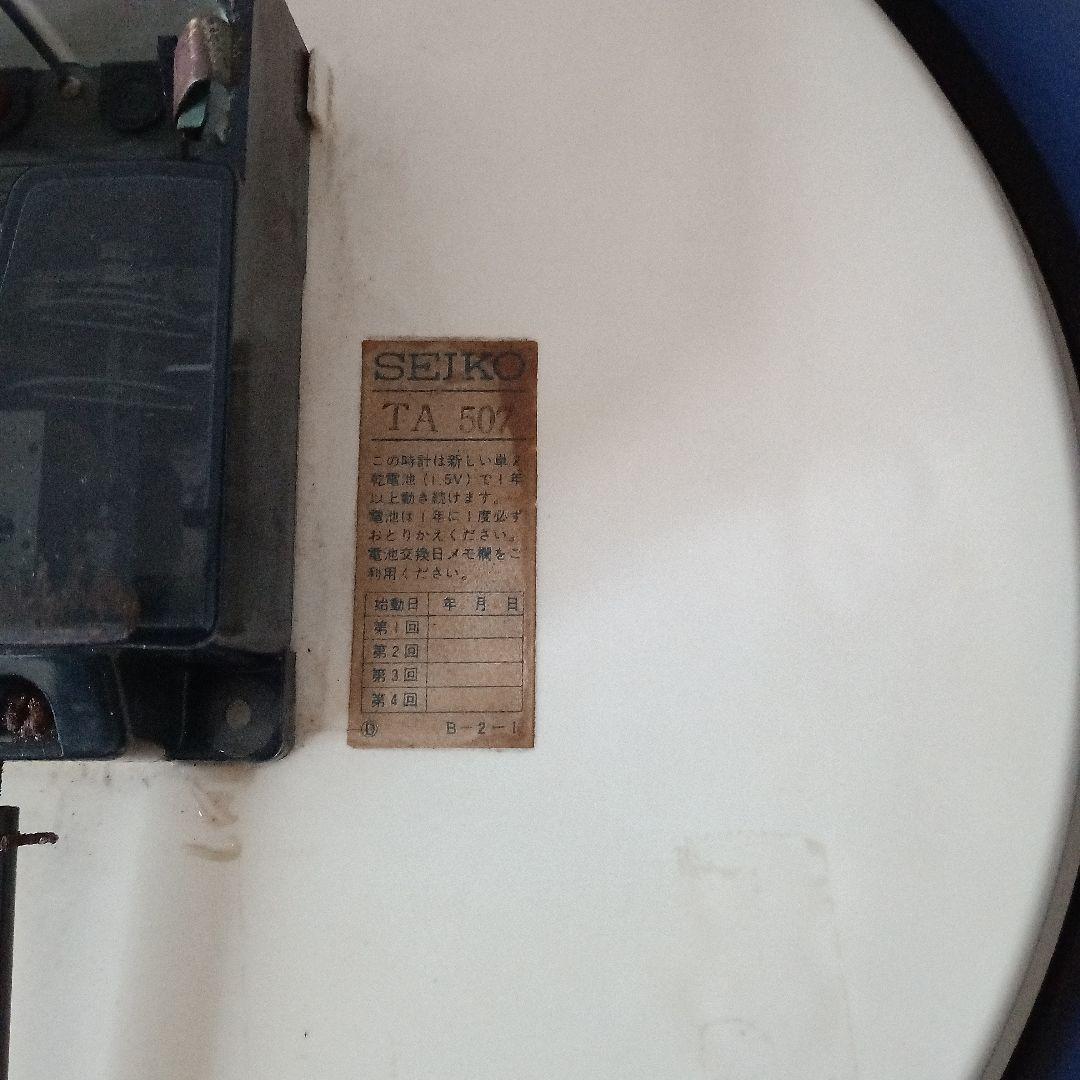 SEIKO
TA 507
この時計は新しい単2
乾電池(1.5V)で1年
以上動き続けます。
電池は1年に1度必ず
おとりかえください。
電池交換日メモ欄をご
利用ください。
始動日 年 月 日
第1回
第2回
第3回
第4回
Ⓓ B-2-1